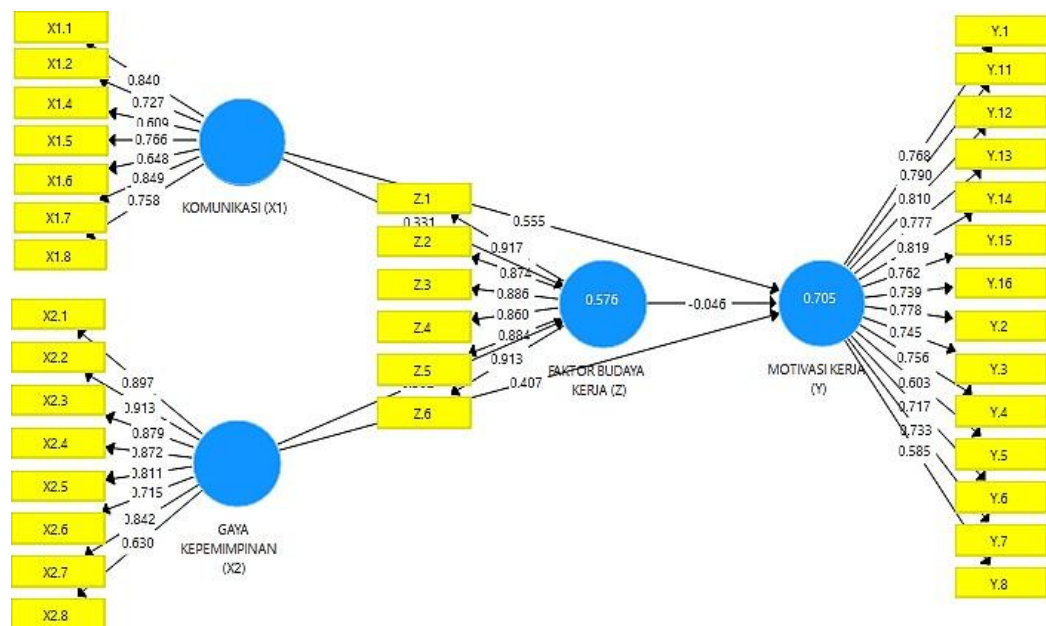 X1.1
X1.2
X1.4
X1.5
X1.6
X1.7
X1.8
0.840
0.727
0.609
0.766
0.648
0.849
0.758
KOMUNIKASI (X1)
X2.1
X2.2
X2.3
X2.4
X2.5
X2.6
X2.7
X2.8
0.897
0.913
0.879
0.872
0.811
0.715
0.842
0.630
GAYA
KEPEMIMPINAN
(X2)
Z.1
Z.2
Z.3
Z.4
Z.5
Z.6
0.331
0.555
0.917
0.874
0.886
0.860
0.884
0.913
0.407
0.576
FAKTOR BUDAYA
KERJA (Z)
-0.046
0.705
MOTIVASI KERJA
(Y)
0.768
0.790
0.810
0.777
0.819
0.762
0.739
0.778
0.745
0.756
0.603
0.717
0.733
0.585
Y.1
Y.11
Y.12
Y.13
Y.14
Y.15
Y.16
Y.2
Y.3
Y.4
Y.5
Y.6
Y.7
Y.8